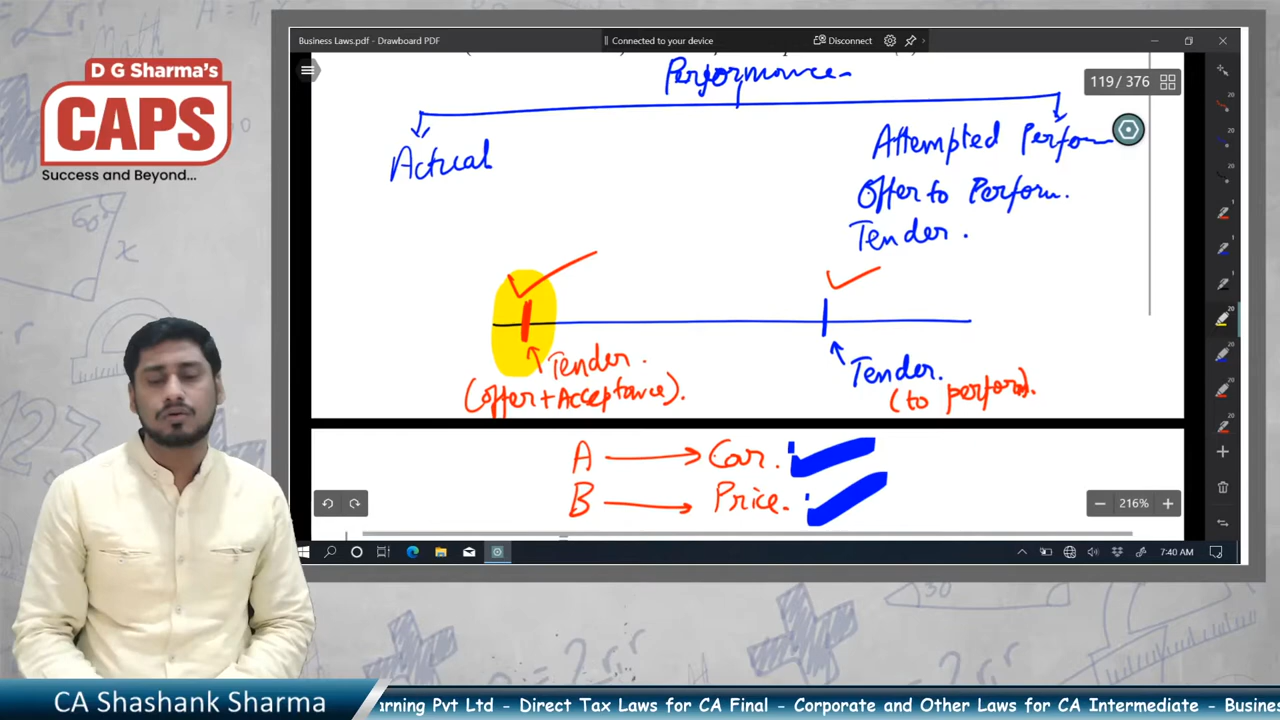 D G Sharma's
CAPS
Success and Beyond...
Business Laws.pdf - Drawboard PDF
Connected to your device
Disconnect
119 / 376
Performance
Actual
Attempted Perform
Offer to Perform.
Tender.
Tender.
(offer+Acceptance).
Tender.
(to perform).
A → Car.
B → Price.
216%
7:40 AM
CA Shashank Sharma
arning Pvt Ltd - Direct Tax Laws for CA Final - Corporate and Other Laws for CA Intermediate - Busines